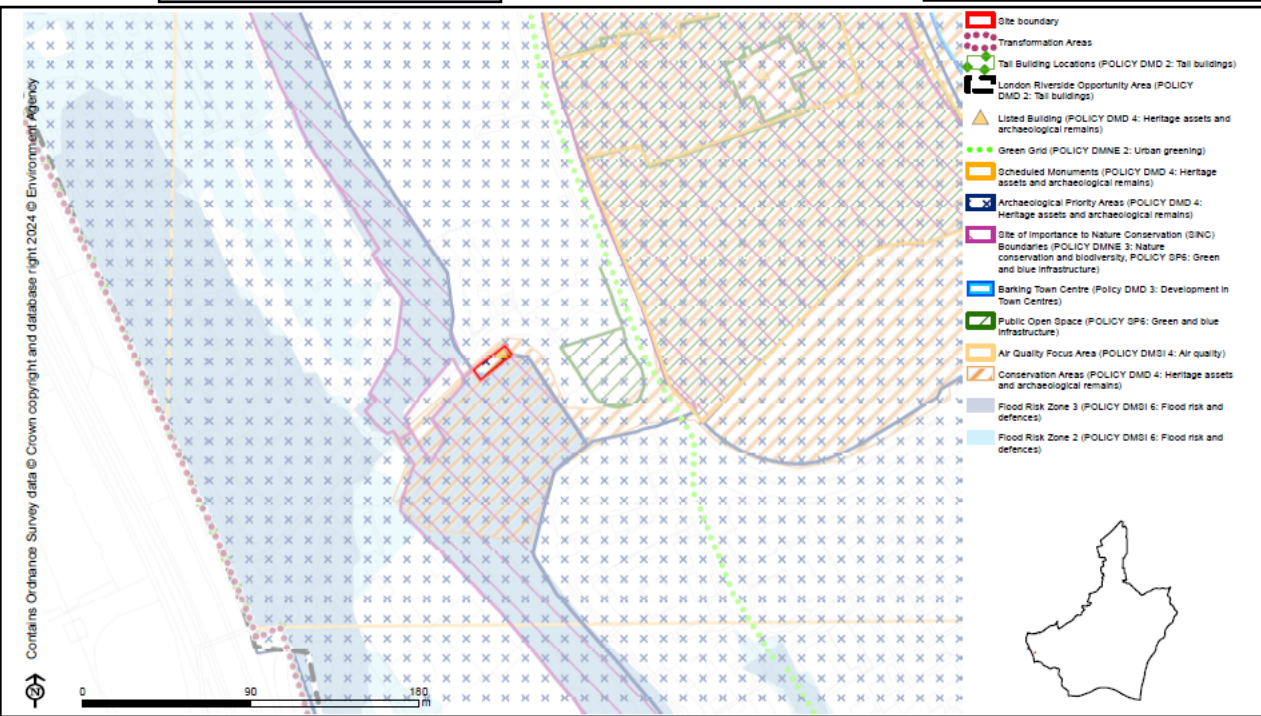 Contains Ordnance Survey data © Crown copyright and database right 2024 © Environment Agency
Site boundary
Transformation Areas
Tall Building Locations (POLICY DMD 2: Tall buildings)
London Riverside Opportunity Area (POLICY
DMD 2: Tall buildings)
Listed Building (POLICY DMD 4: Heritage assets and
archaeological remains)
Green Grid (POLICY DMNE 2: Urban greening)
Scheduled Monuments (POLICY DMD 4: Heritage
assets and archaeological remains)
Archaeological Priority Areas (POLICY DMD 4:
Heritage assets and archaeological remains)
Site of Importance to Nature Conservation (SINC)
Boundaries (POLICY DMNE 3: Nature
conservation and biodiversity, POLICY SP6: Green
and blue infrastructure)
Barking Town Centre (Policy DMD 3: Development in
Town Centres)
Public Open Space (POLICY SP6: Green and blue
infrastructure)
Air Quality Focus Area (POLICY DMSI 4: Air quality)
Conservation Areas (POLICY DMD 4: Heritage assets
and archaeological remains)
Flood Risk Zone 3 (POLICY DMSI 6: Flood risk and
defences)
Flood Risk Zone 2 (POLICY DMSI 6: Flood risk and
defences)
N
0 90 180
m